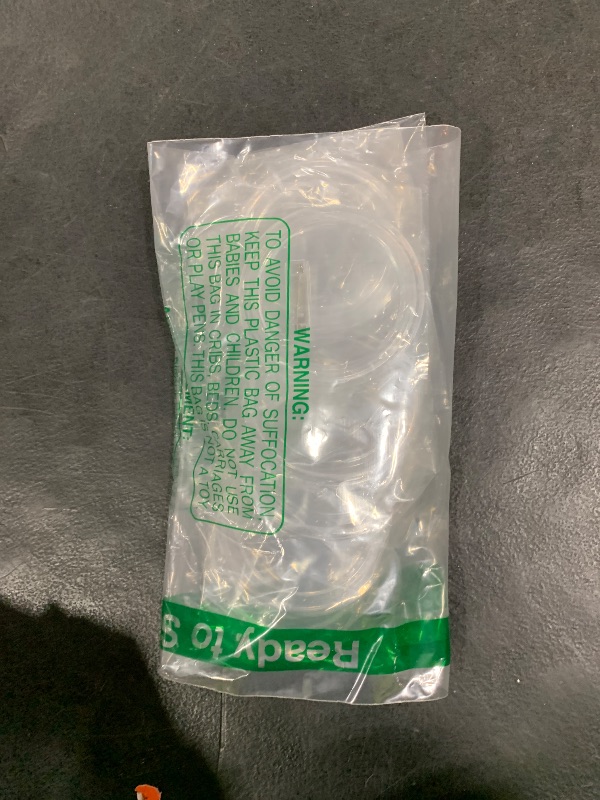 WARNING:
TO AVOID DANGER OF SUFFOCATION
KEEP THIS PLASTIC BAG AWAY FROM
BABIES AND CHILDREN. DO NOT USE
THIS BAG IN CRIBS, BEDS, CARRIAGES
OR PLAY PENS. THIS BAG IS NOT A TOY.
MENT:
Ready to S